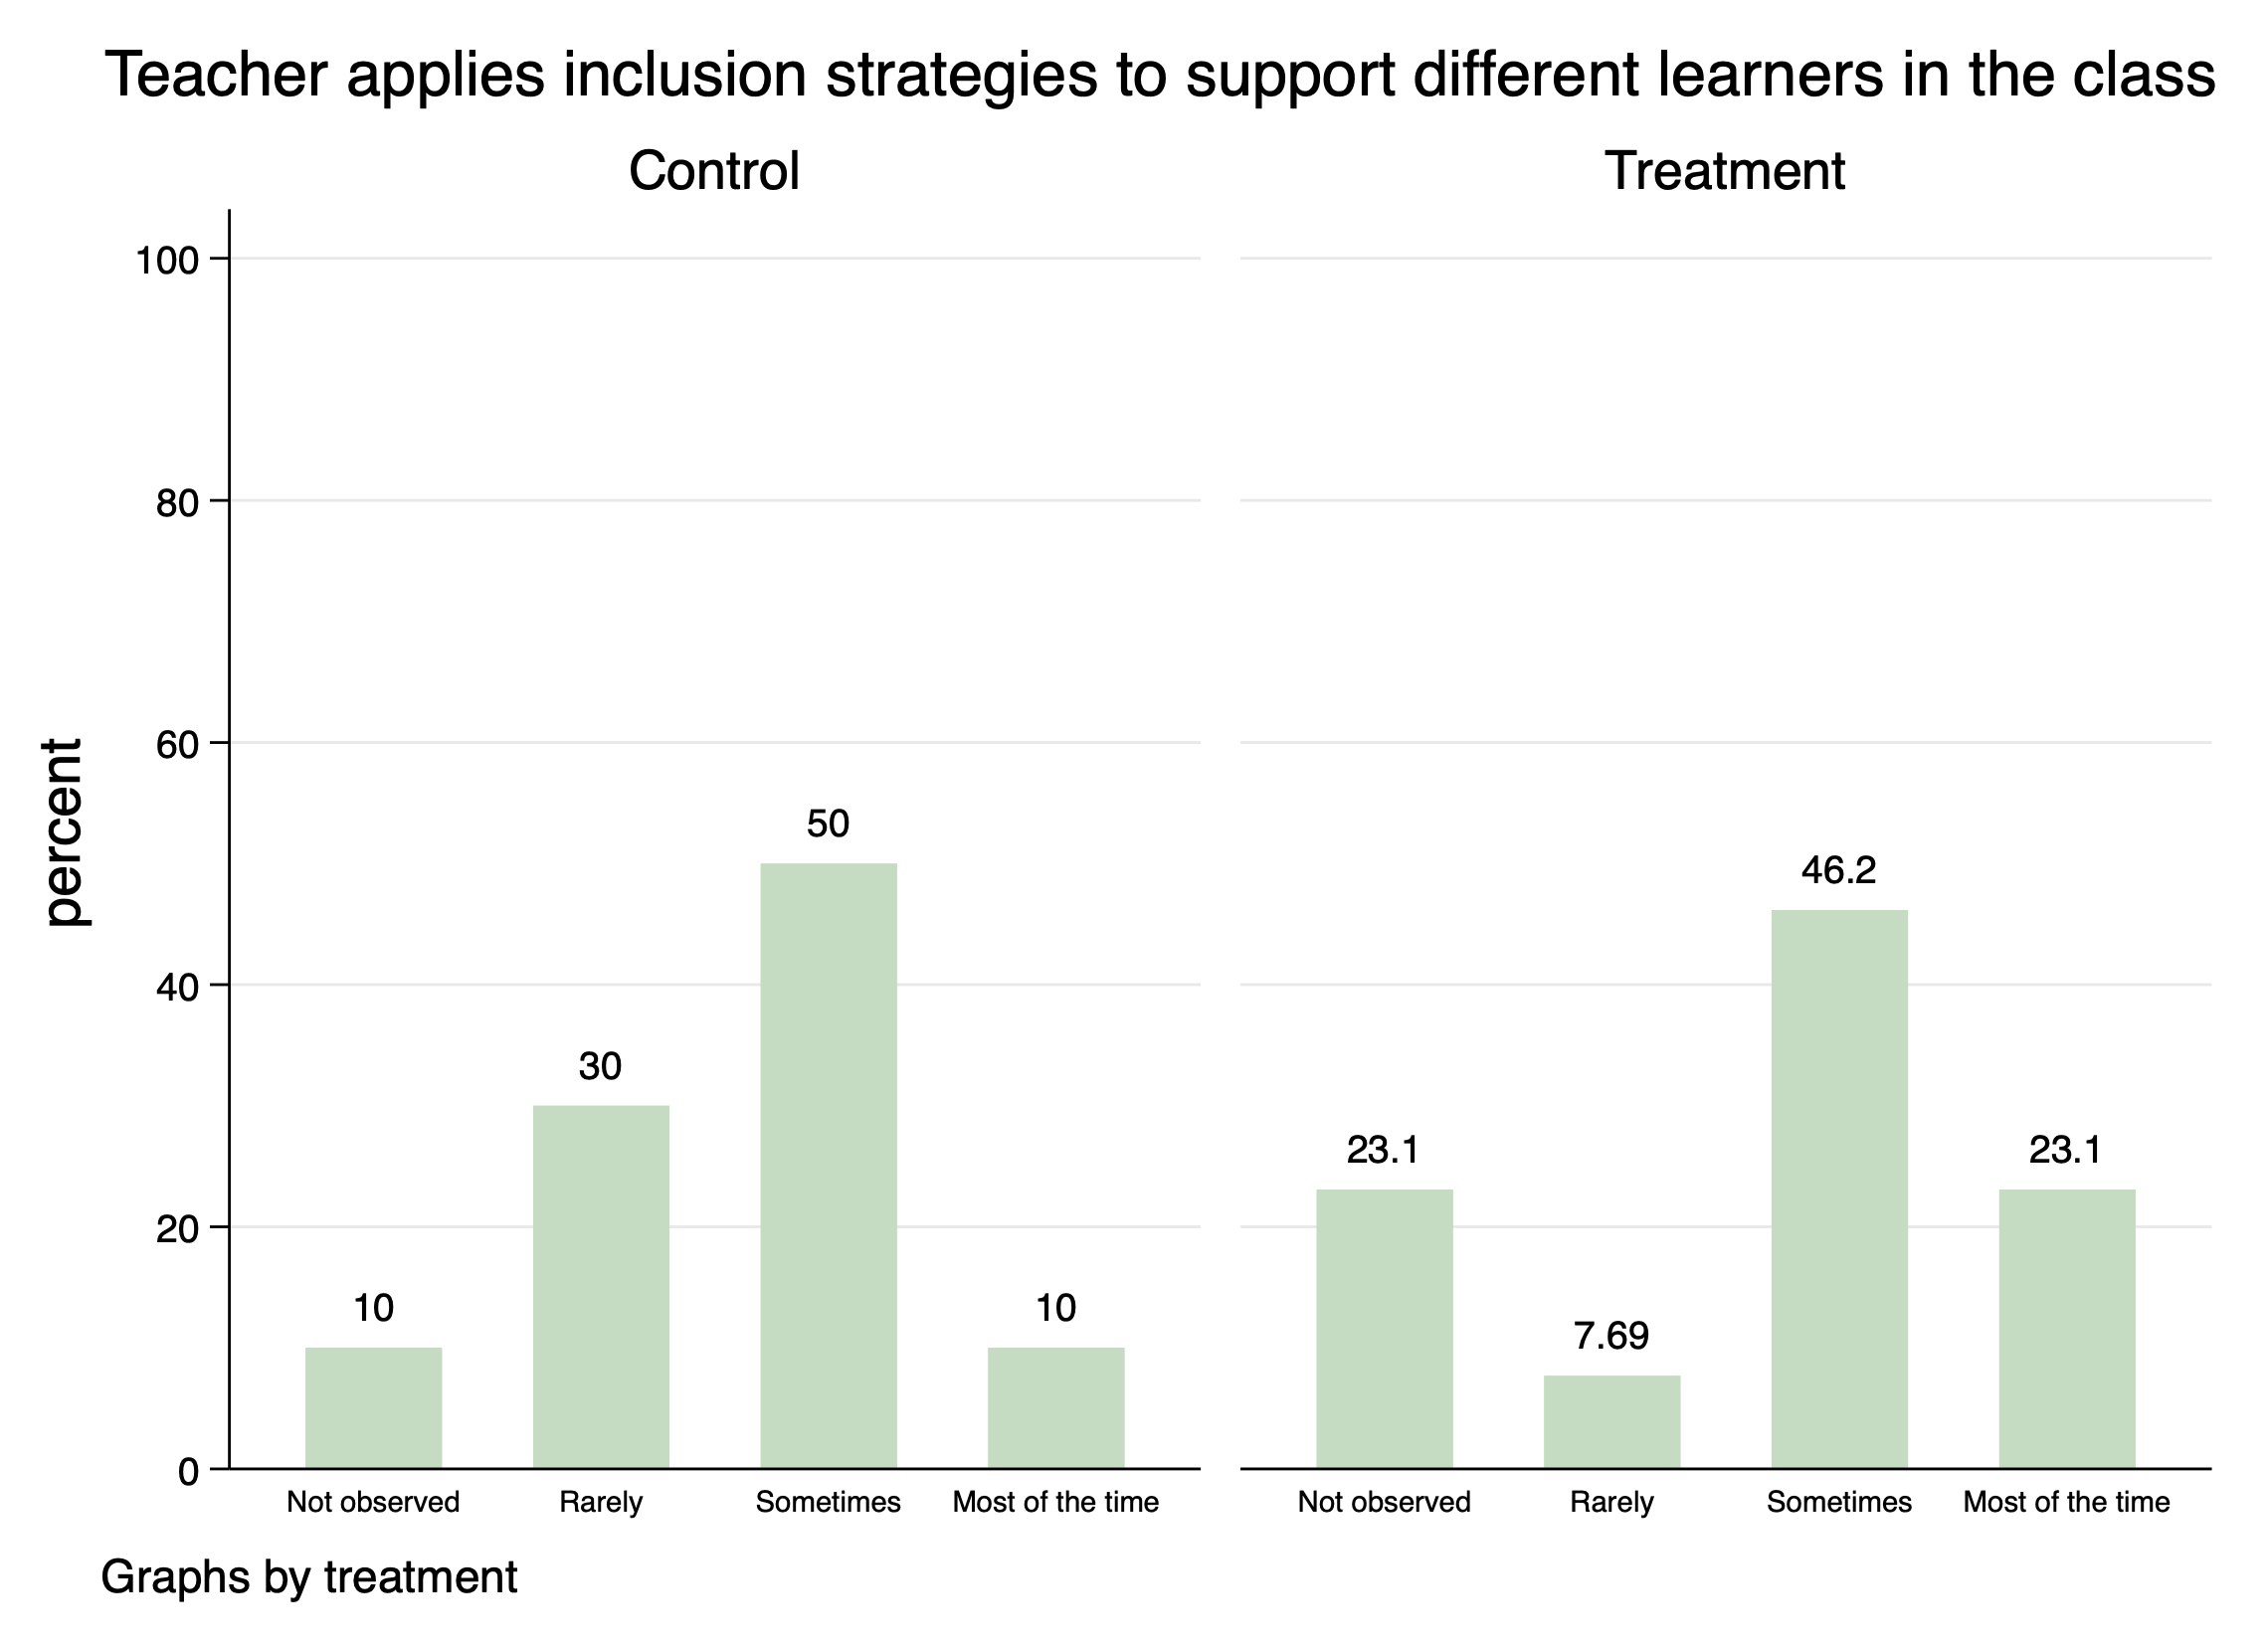 Teacher applies inclusion strategies to support different learners in the class
Control
Treatment
percent
100
80
60
40
20
0
10
30
50
10
23.1
7.69
46.2
23.1
Not observed
Rarely
Sometimes
Most of the time
Not observed
Rarely
Sometimes
Most of the time
Graphs by treatment